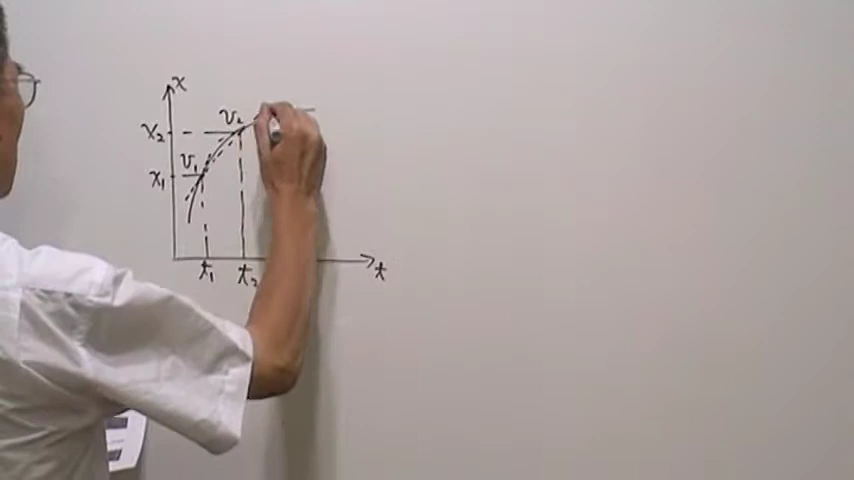 x
v₂
x₂
v₁
x₁
t₁ t₂ t